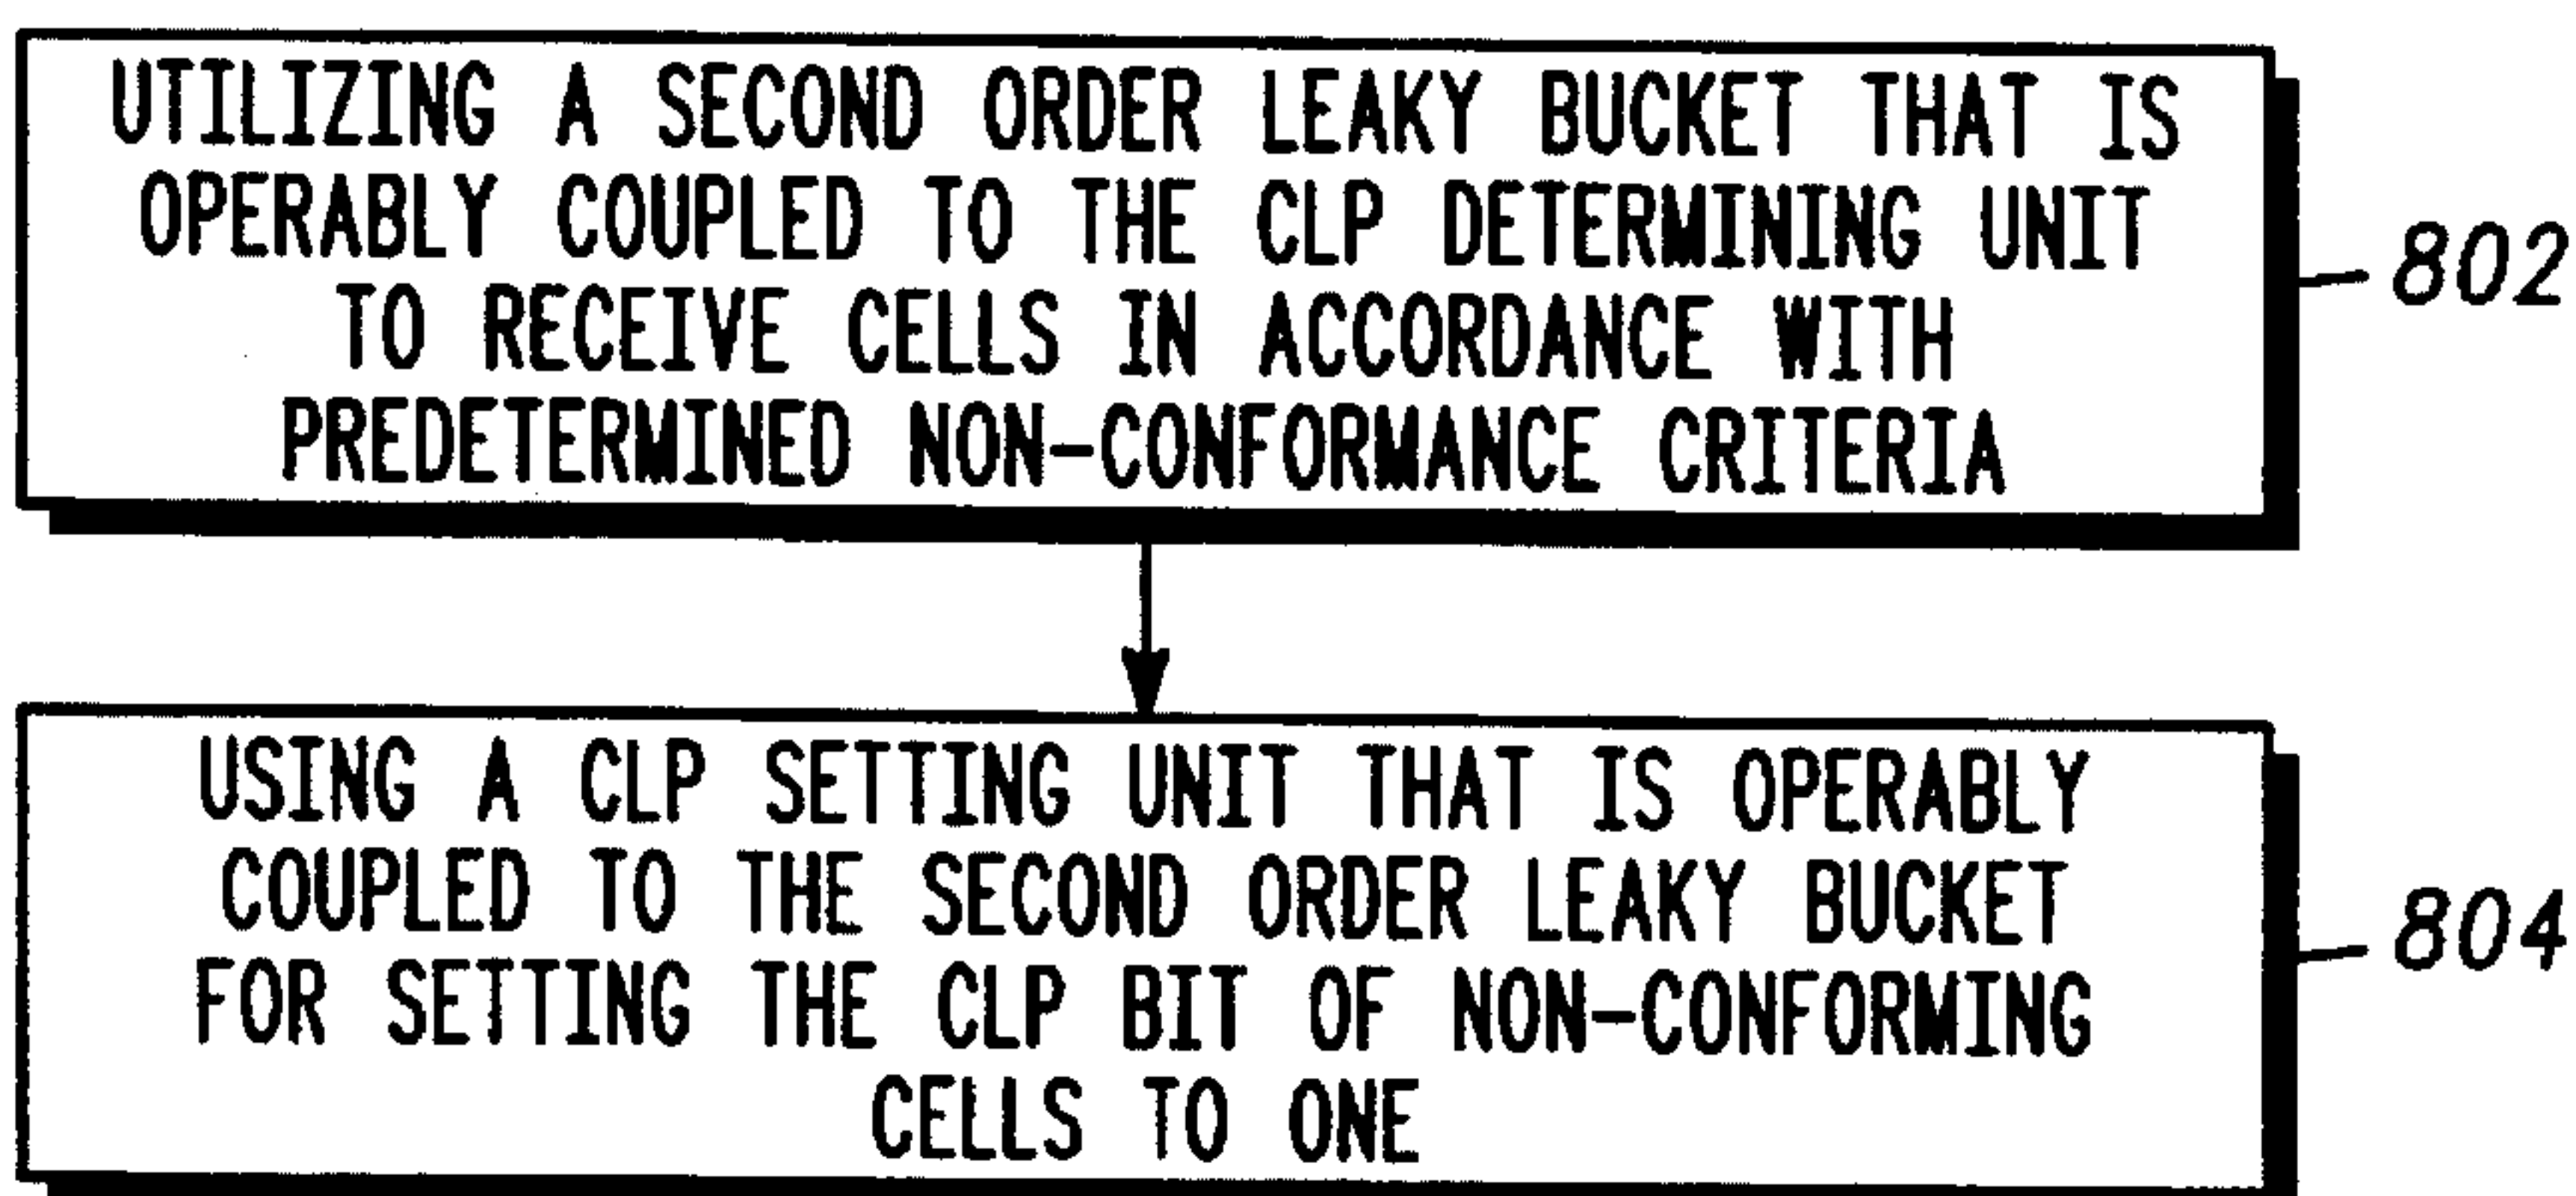 UTILIZING A SECOND ORDER LEAKY BUCKET THAT IS
OPERABLY COUPLED TO THE CLP DETERMINING UNIT
TO RECEIVE CELLS IN ACCORDANCE WITH
PREDETERMINED NON-CONFORMANCE CRITERIA
802
USING A CLP SETTING UNIT THAT IS OPERABLY
COUPLED TO THE SECOND ORDER LEAKY BUCKET
FOR SETTING THE CLP BIT OF NON-CONFORMING
CELLS TO ONE
804